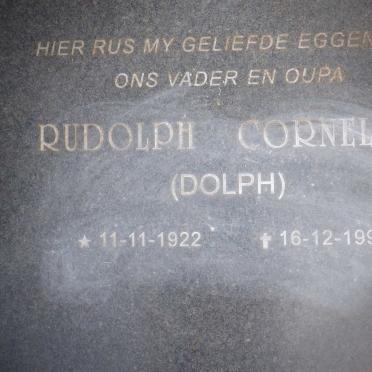 HIER RUS MY GELIEFDE EGGEN
ONS VADER EN OUPA
RUDOLPH CORNEL
(DOLPH)
★ 11-11-1922 ✝ 16-12-199